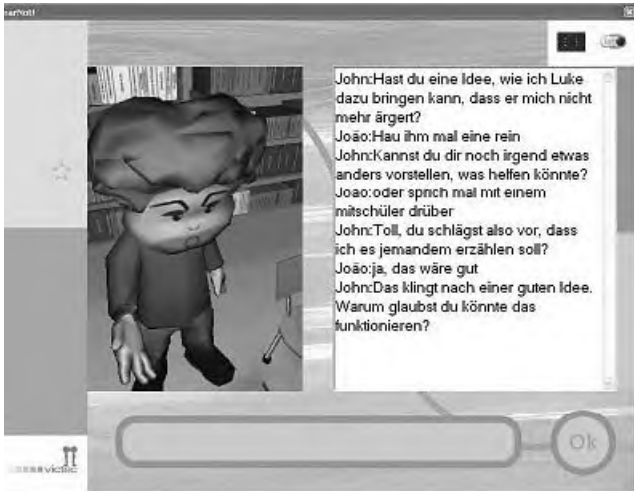 John:Hast du eine Idee, wie ich Luke
dazu bringen kann, dass er mich nicht
mehr ärgert?
João:Hau ihm mal eine rein
John:Kannst du dir noch irgend etwas
anders vorstellen, was helfen könnte?
João:oder sprich mal mit einem
mitschüler drüber
John:Toll, du schlägst also vor, dass
ich es jemandem erzählen soll?
João:ja, das wäre gut
John:Das klingt nach einer guten Idee.
Warum glaubst du könnte das
funktionieren?
Ok
victec